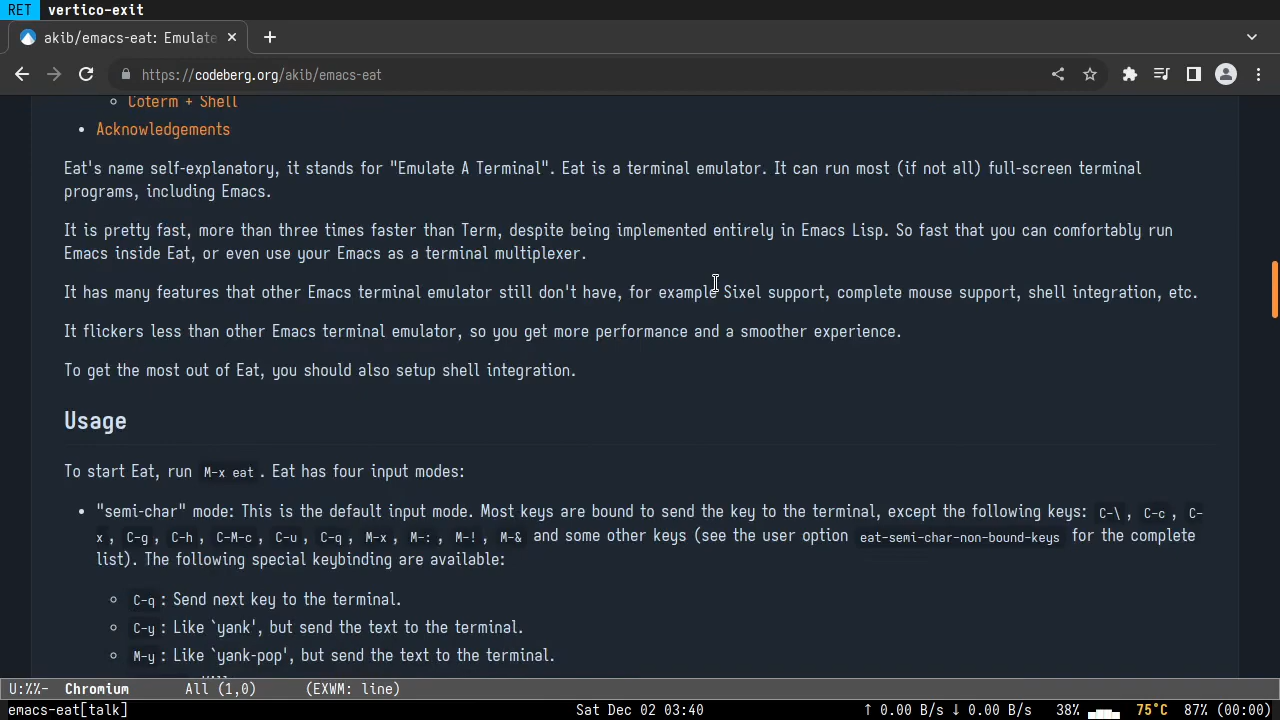 RET vertico-exit
akib/emacs-eat: Emulate
https://codeberg.org/akib/emacs-eat
Coterm + Shell
Acknowledgements
Eat's name self-explanatory, it stands for "Emulate A Terminal". Eat is a terminal emulator. It can run most (if not all) full-screen terminal
programs, including Emacs.
It is pretty fast, more than three times faster than Term, despite being implemented entirely in Emacs Lisp. So fast that you can comfortably run
Emacs inside Eat, or even use your Emacs as a terminal multiplexer.
It has many features that other Emacs terminal emulator still don't have, for example Sixel support, complete mouse support, shell integration, etc.
It flickers less than other Emacs terminal emulator, so you get more performance and a smoother experience.
To get the most out of Eat, you should also setup shell integration.
Usage
To start Eat, run M-x eat. Eat has four input modes:
• "semi-char" mode: This is the default input mode. Most keys are bound to send the key to the terminal, except the following keys: C-\, C-c, C-
x, C-g, C-h, C-M-c, C-u, C-q, M-x, M-:, M-!, M-& and some other keys (see the user option eat-semi-char-non-bound-keys for the complete
list). The following special keybinding are available:
C-q: Send next key to the terminal.
C-y: Like `yank', but send the text to the terminal.
M-y: Like `yank-pop', but send the text to the terminal.
U:%%- Chromium All (1,0) (EXWM: line)
emacs-eat[talk] Sat Dec 02 03:40 ↑ 0.00 B/s ↓ 0.00 B/s 38% 75°C 87% (00:00)